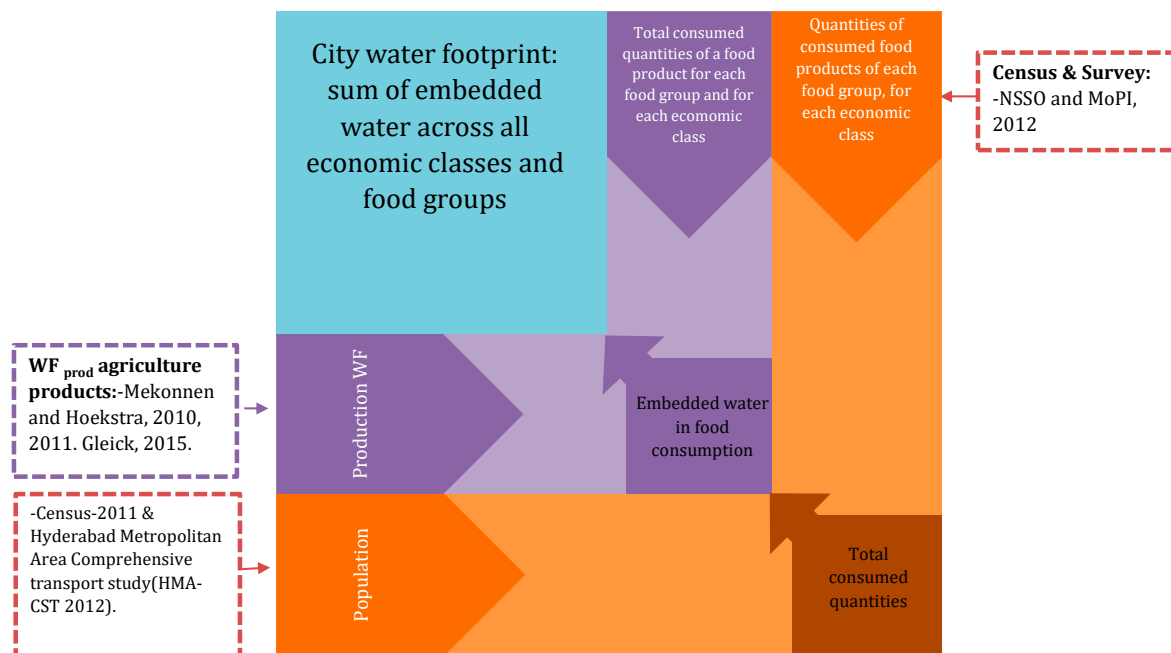 City water footprint:
sum of embedded
water across all
economic classes and
food groups
Total consumed
quantities of a food
product for each
food group and for
each ecomomic
class
Quantities of
consumed food
products of each
food group, for
each economic
class
Census & Survey:
-NSSO and MoPI,
2012
WF prod agriculture
products:-Mekonnen
and Hoekstra, 2010,
2011. Gleick, 2015.
Production WF
Embedded water
in food
consumption
-Census-2011 &
Hyderabad Metropolitan
Area Comprehensive
transport study(HMA-
CST 2012).
Population
Total
consumed
quantities